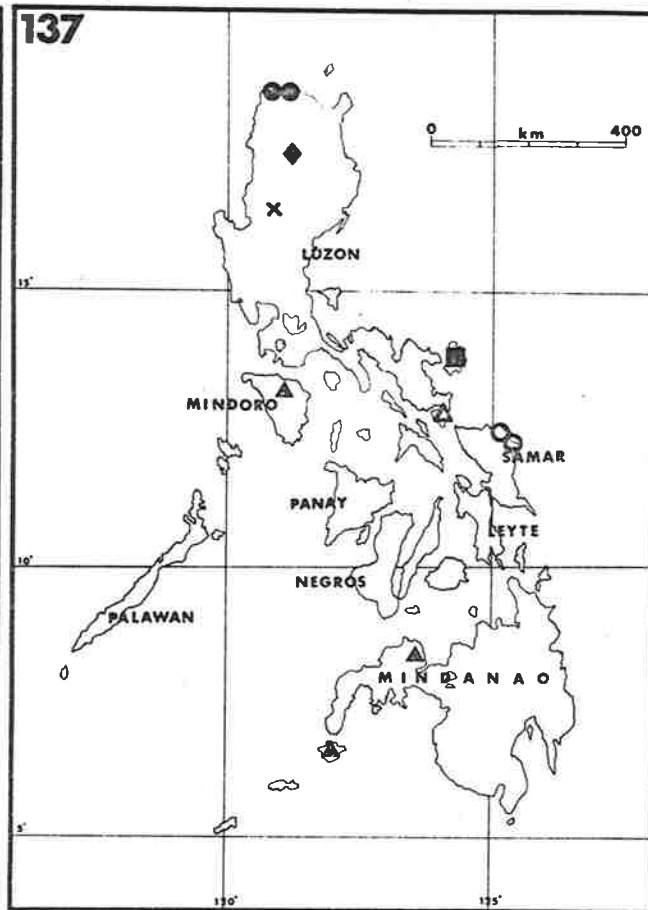 137
0 km 400
LUZON
15°
MINDORO
SAMAR
PANAY
LEYTE
10°
NEGROS
PALAWAN
MINDANAO
5°
120° 125°